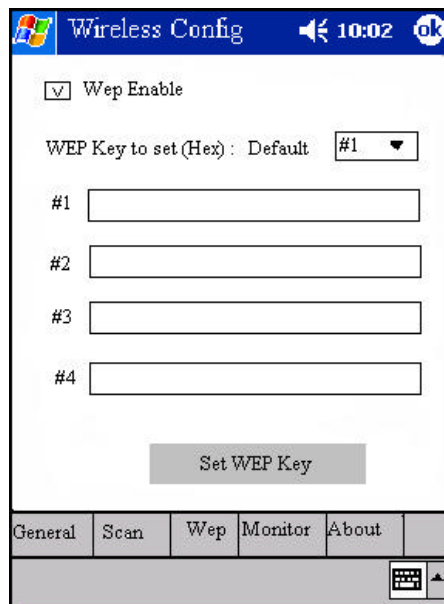 Wireless Config 10:02 ok
V Wep Enable
WEP Key to set (Hex) : Default #1
#1
#2
#3
#4
Set WEP Key
General Scan Wep Monitor About